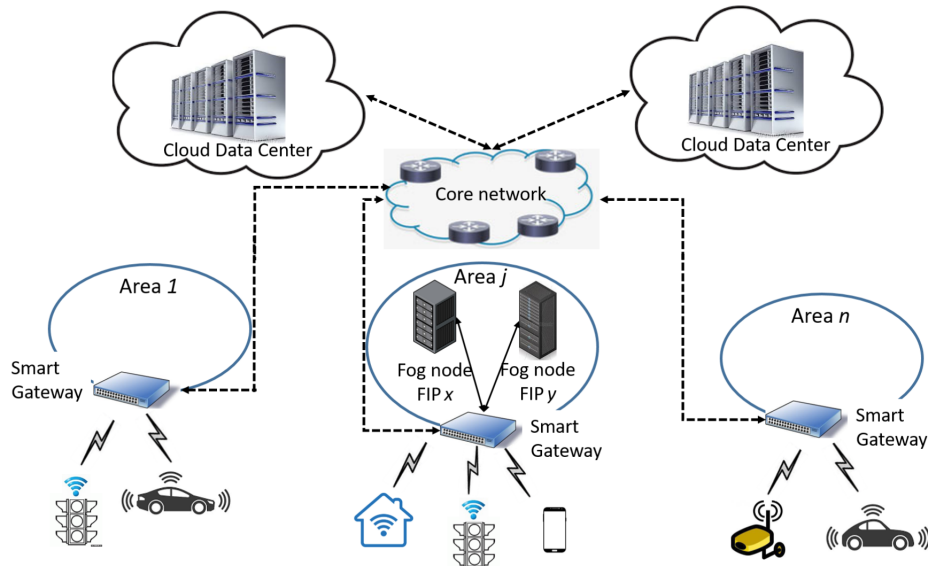 Cloud Data Center
Cloud Data Center
Core network
Area 1
Area j
Area n
Smart
Gateway
Fog node
FIP x
Fog node
FIP y
Smart
Gateway
Smart
Gateway